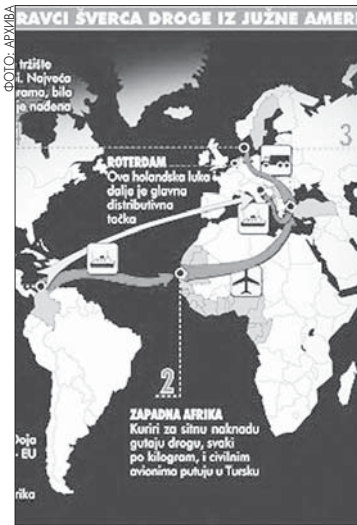 ФОТО: АРХИВА
RAVCI ŠVERCA DROGE IZ JUŽNE AMER
tržište
i. Najveća
rama, bila
je nađena
3
ROTERDAM
Ova holandska luka i
dalje je glavna
distributivna
tačka
2
ZAPADNA AFRIKA
Kuriri za sitnu naknadu
gutaju drogu, svaki
po kilogram, i civilnim
avionima putuju u Tursku
Doja
- EU
rika